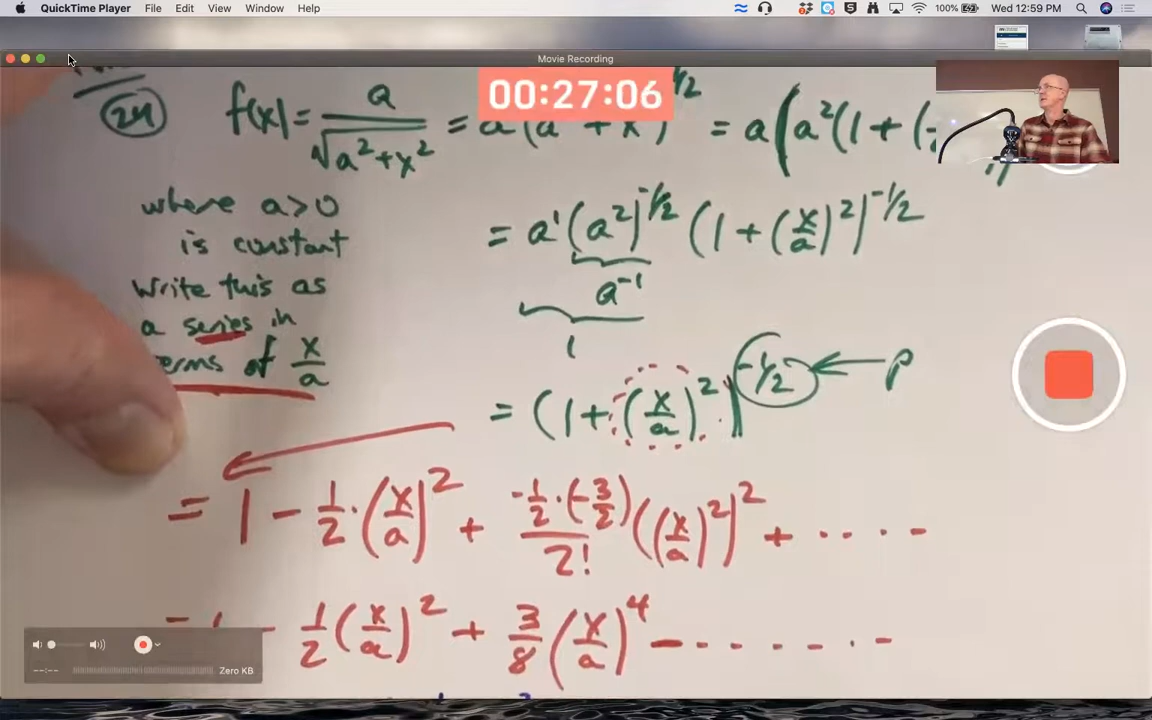 QuickTime Player File Edit View Window Help 100% Wed 12:59 PM
Movie Recording
00:27:06
24 f(x) = a/√(a²+x²) = a(a²+x²)^-1/2 = a(a²(1+(
where a>0
is constant
Write this as
a series in
terms of x/a
= a¹(a²)^-1/2 (1+(x/a)²)^-1/2
a⁻¹
1
= (1+(x/a)²)^-1/2 ← p
= 1 - 1/2·(x/a)² + -1/2·(-3/2)/2! ((x/a)²)² + ....
= 1 - 1/2(x/a)² + 3/8(x/a)⁴ - - - - - . -
--:-- Zero KB